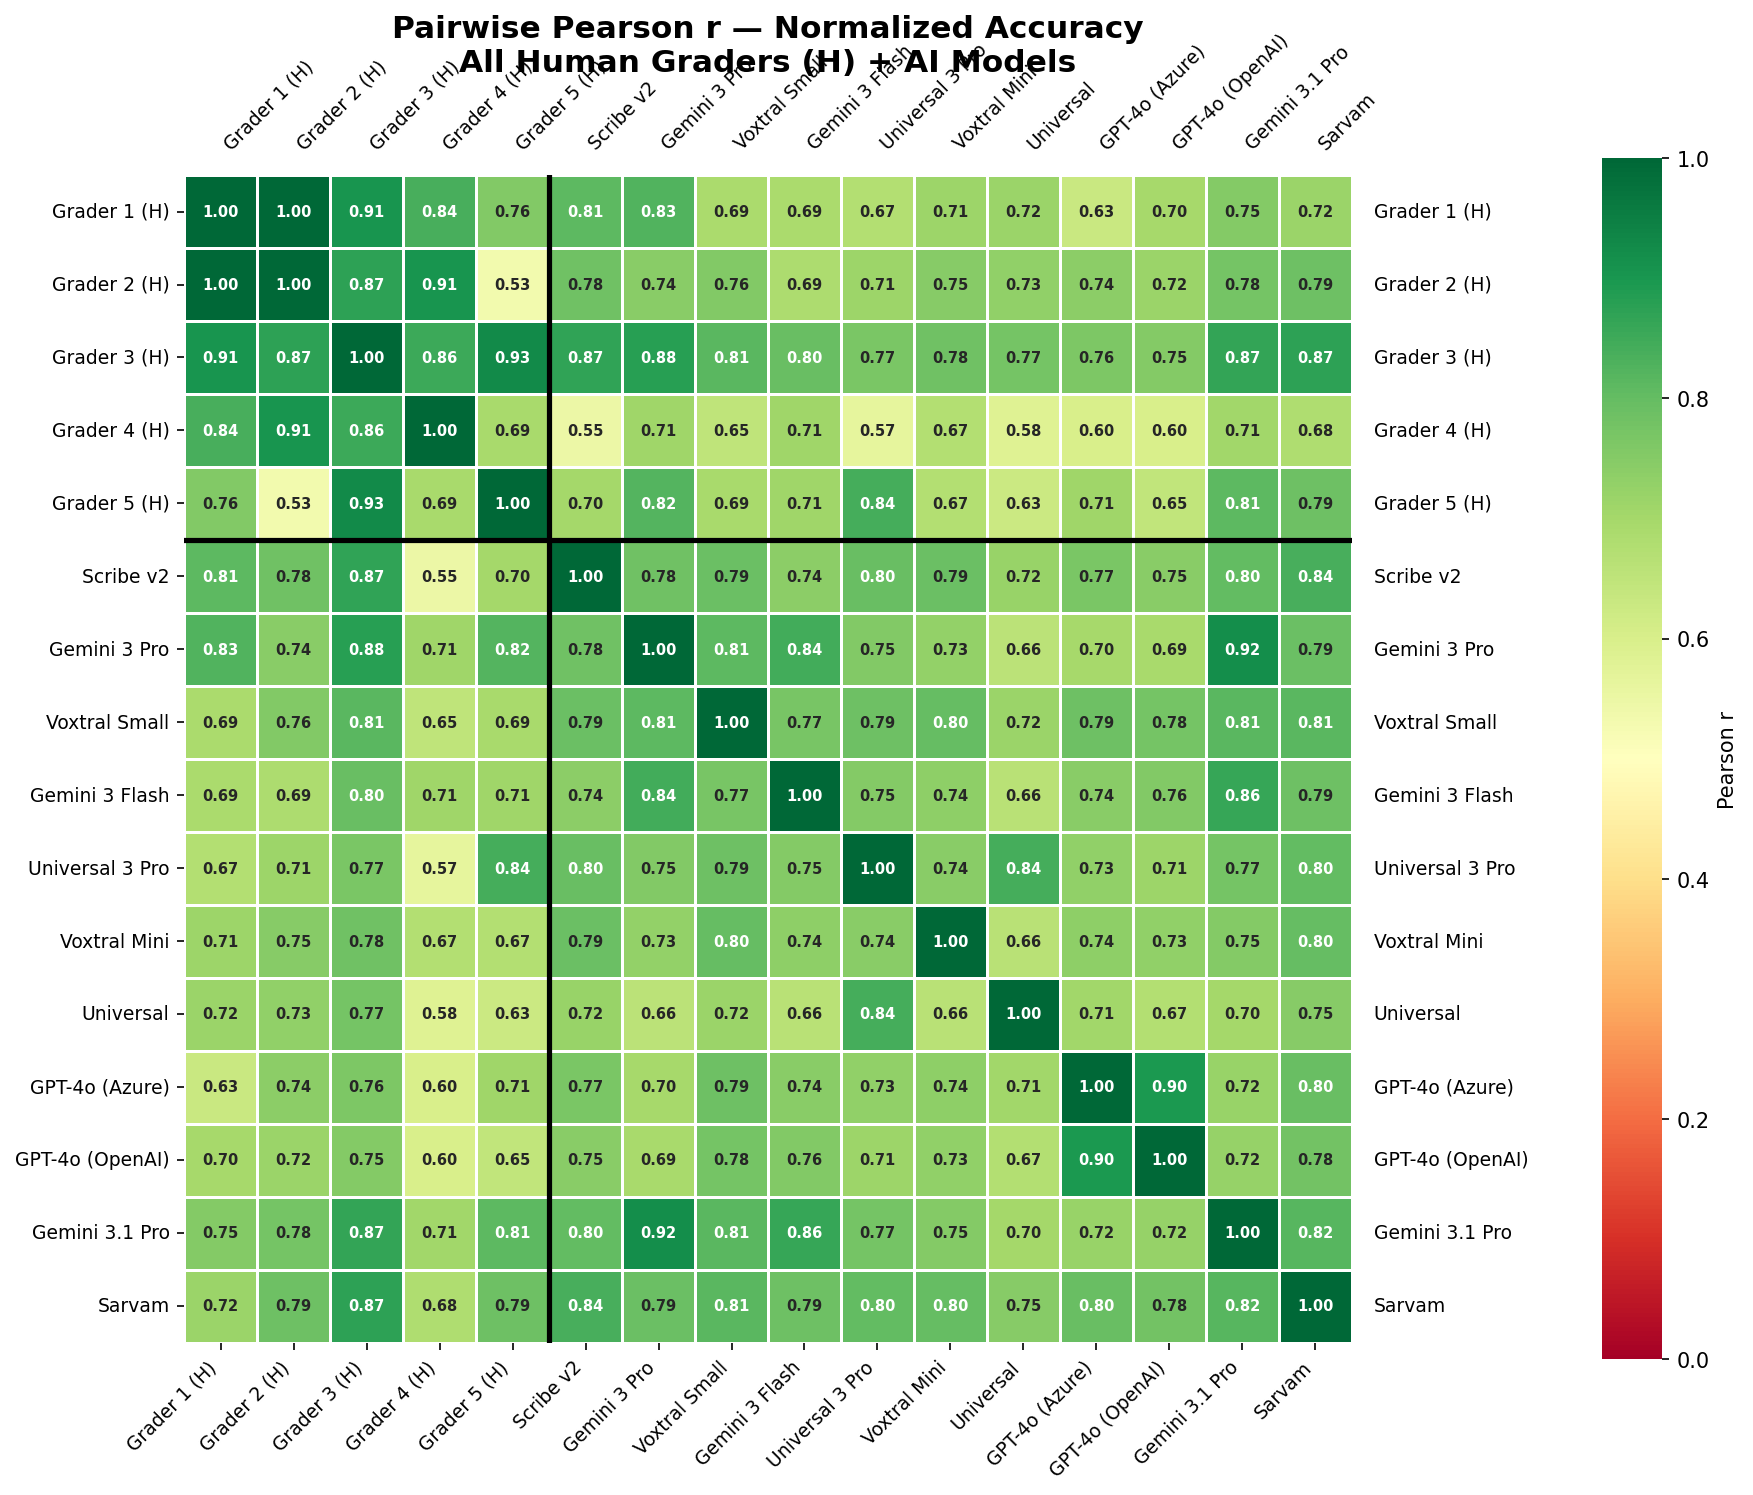 Pairwise Pearson r — Normalized Accuracy
All Human Graders (H) + AI Models
Grader 1 (H) Grader 2 (H) Grader 3 (H) Grader 4 (H) Grader 5 (H) Scribe v2 Gemini 3 Pro Voxtral Small Gemini 3 Flash Universal 3 Pro Voxtral Mini Universal GPT-4o (Azure) GPT-4o (OpenAI) Gemini 3.1 Pro Sarvam
Grader 1 (H) 1.00 1.00 0.91 0.84 0.76 0.81 0.83 0.69 0.69 0.67 0.71 0.72 0.63 0.70 0.75 0.72 Grader 1 (H)
Grader 2 (H) 1.00 1.00 0.87 0.91 0.53 0.78 0.74 0.76 0.69 0.71 0.75 0.73 0.74 0.72 0.78 0.79 Grader 2 (H)
Grader 3 (H) 0.91 0.87 1.00 0.86 0.93 0.87 0.88 0.81 0.80 0.77 0.78 0.77 0.76 0.75 0.87 0.87 Grader 3 (H)
Grader 4 (H) 0.84 0.91 0.86 1.00 0.69 0.55 0.71 0.65 0.71 0.57 0.67 0.58 0.60 0.60 0.71 0.68 Grader 4 (H)
Grader 5 (H) 0.76 0.53 0.93 0.69 1.00 0.70 0.82 0.69 0.71 0.84 0.67 0.63 0.71 0.65 0.81 0.79 Grader 5 (H)
Scribe v2 0.81 0.78 0.87 0.55 0.70 1.00 0.78 0.79 0.74 0.80 0.79 0.72 0.77 0.75 0.80 0.84 Scribe v2
Gemini 3 Pro 0.83 0.74 0.88 0.71 0.82 0.78 1.00 0.81 0.84 0.75 0.73 0.66 0.70 0.69 0.92 0.79 Gemini 3 Pro
Voxtral Small 0.69 0.76 0.81 0.65 0.69 0.79 0.81 1.00 0.77 0.79 0.80 0.72 0.79 0.78 0.81 0.81 Voxtral Small
Gemini 3 Flash 0.69 0.69 0.80 0.71 0.71 0.74 0.84 0.77 1.00 0.75 0.74 0.66 0.74 0.76 0.86 0.79 Gemini 3 Flash
Universal 3 Pro 0.67 0.71 0.77 0.57 0.84 0.80 0.75 0.79 0.75 1.00 0.74 0.84 0.73 0.71 0.77 0.80 Universal 3 Pro
Voxtral Mini 0.71 0.75 0.78 0.67 0.67 0.79 0.73 0.80 0.74 0.74 1.00 0.66 0.74 0.73 0.75 0.80 Voxtral Mini
Universal 0.72 0.73 0.77 0.58 0.63 0.72 0.66 0.72 0.66 0.84 0.66 1.00 0.71 0.67 0.70 0.75 Universal
GPT-4o (Azure) 0.63 0.74 0.76 0.60 0.71 0.77 0.70 0.79 0.74 0.73 0.74 0.71 1.00 0.90 0.72 0.80 GPT-4o (Azure)
GPT-4o (OpenAI) 0.70 0.72 0.75 0.60 0.65 0.75 0.69 0.78 0.76 0.71 0.73 0.67 0.90 1.00 0.72 0.78 GPT-4o (OpenAI)
Gemini 3.1 Pro 0.75 0.78 0.87 0.71 0.81 0.80 0.92 0.81 0.86 0.77 0.75 0.70 0.72 0.72 1.00 0.82 Gemini 3.1 Pro
Sarvam 0.72 0.79 0.87 0.68 0.79 0.84 0.79 0.81 0.79 0.80 0.80 0.75 0.80 0.78 0.82 1.00 Sarvam
Grader 1 (H) Grader 2 (H) Grader 3 (H) Grader 4 (H) Grader 5 (H) Scribe v2 Gemini 3 Pro Voxtral Small Gemini 3 Flash Universal 3 Pro Voxtral Mini Universal GPT-4o (Azure) GPT-4o (OpenAI) Gemini 3.1 Pro Sarvam
1.0
0.8
0.6
0.4
0.2
0.0
Pearson r